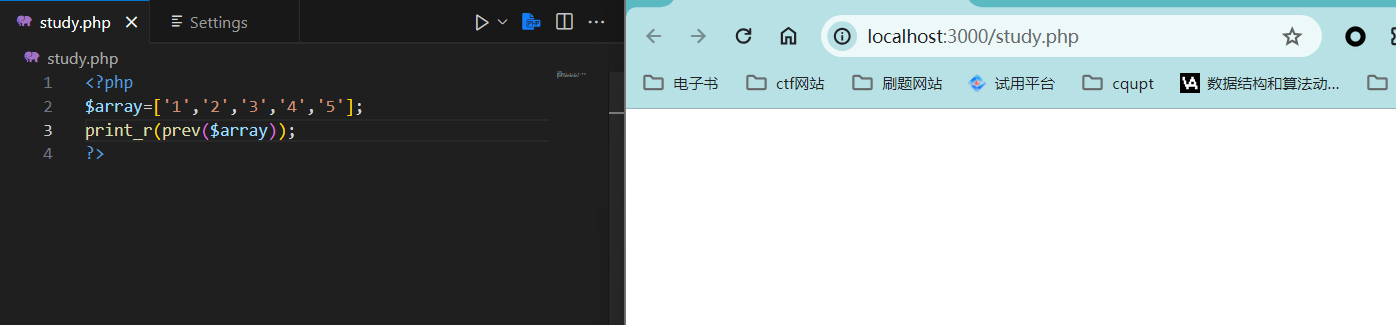 study.php
Settings
study.php
1 <?php
2 $array=['1','2','3','4','5'];
3 print_r(prev($array));
4 ?>
localhost:3000/study.php
电子书 ctf网站 刷题网站 试用平台 cqupt 数据结构和算法动...